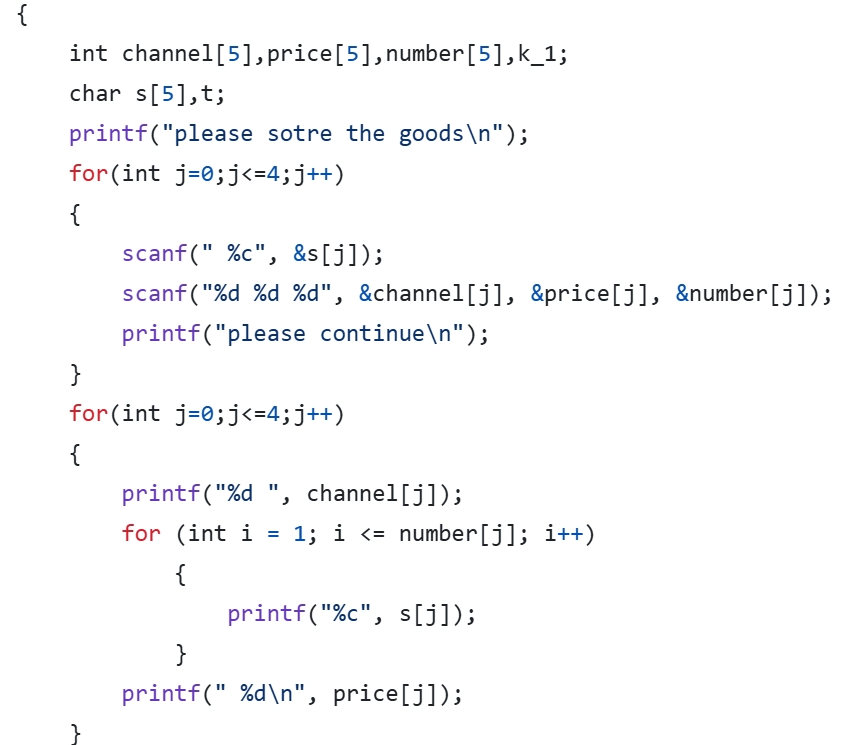 {
    int channel[5],price[5],number[5],k_1;
    char s[5],t;
    printf("please sotre the goods\n");
    for(int j=0;j<=4;j++)
    {
        scanf(" %c", &s[j]);
        scanf("%d %d %d", &channel[j], &price[j], &number[j]);
        printf("please continue\n");
    }
    for(int j=0;j<=4;j++)
    {
        printf("%d ", channel[j]);
        for (int i = 1; i <= number[j]; i++)
            {
                printf("%c", s[j]);
            }
        printf(" %d\n", price[j]);
    }